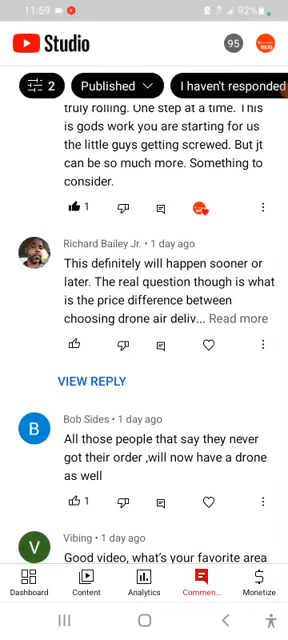 11:59
92%
Studio
95
2
Published
I haven't responded
truly rolling. One step at a time. This
is gods work you are starting for us
the little guys getting screwed. But jt
can be so much more. Something to
consider.
1
Richard Bailey Jr. • 1 day ago
This definitely will happen sooner or
later. The real question though is what
is the price difference between
choosing drone air deliv... Read more
VIEW REPLY
B
Bob Sides • 1 day ago
All those people that say they never
got their order ,will now have a drone
as well
1
V
Vibing • 1 day ago
Good video, what's your favorite area
Dashboard
Content
Analytics
Commen...
Monetize